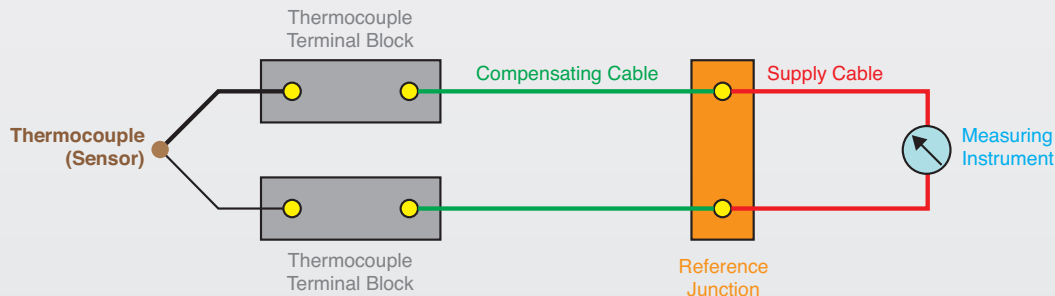 Thermocouple
Terminal Block
Compensating Cable
Supply Cable
Thermocouple
(Sensor)
Measuring
Instrument
Thermocouple
Terminal Block
Reference
Junction